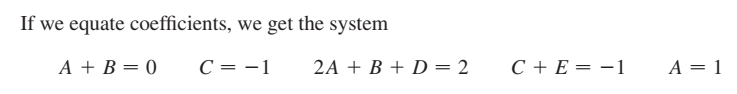 If we equate coefficients, we get the system
A + B = 0 C = −1 2A + B + D = 2 C + E = −1 A = 1